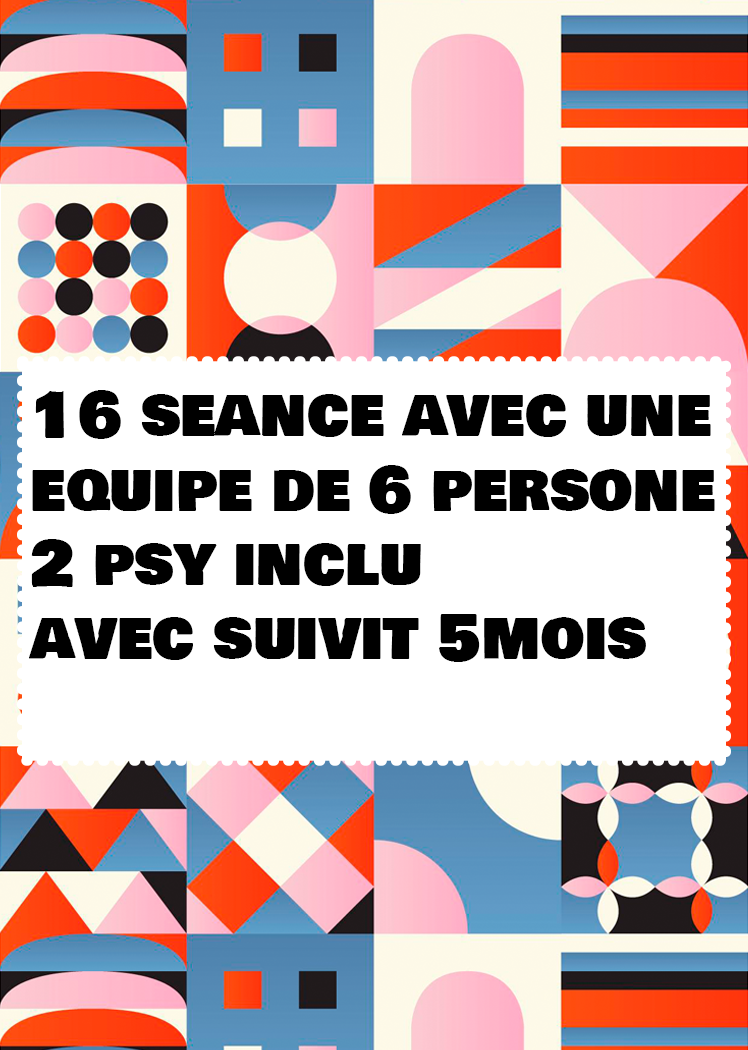 16 SEANCE AVEC UNE
EQUIPE DE 6 PERSONE
2 PSY INCLU
AVEC SUIVIT 5MOIS